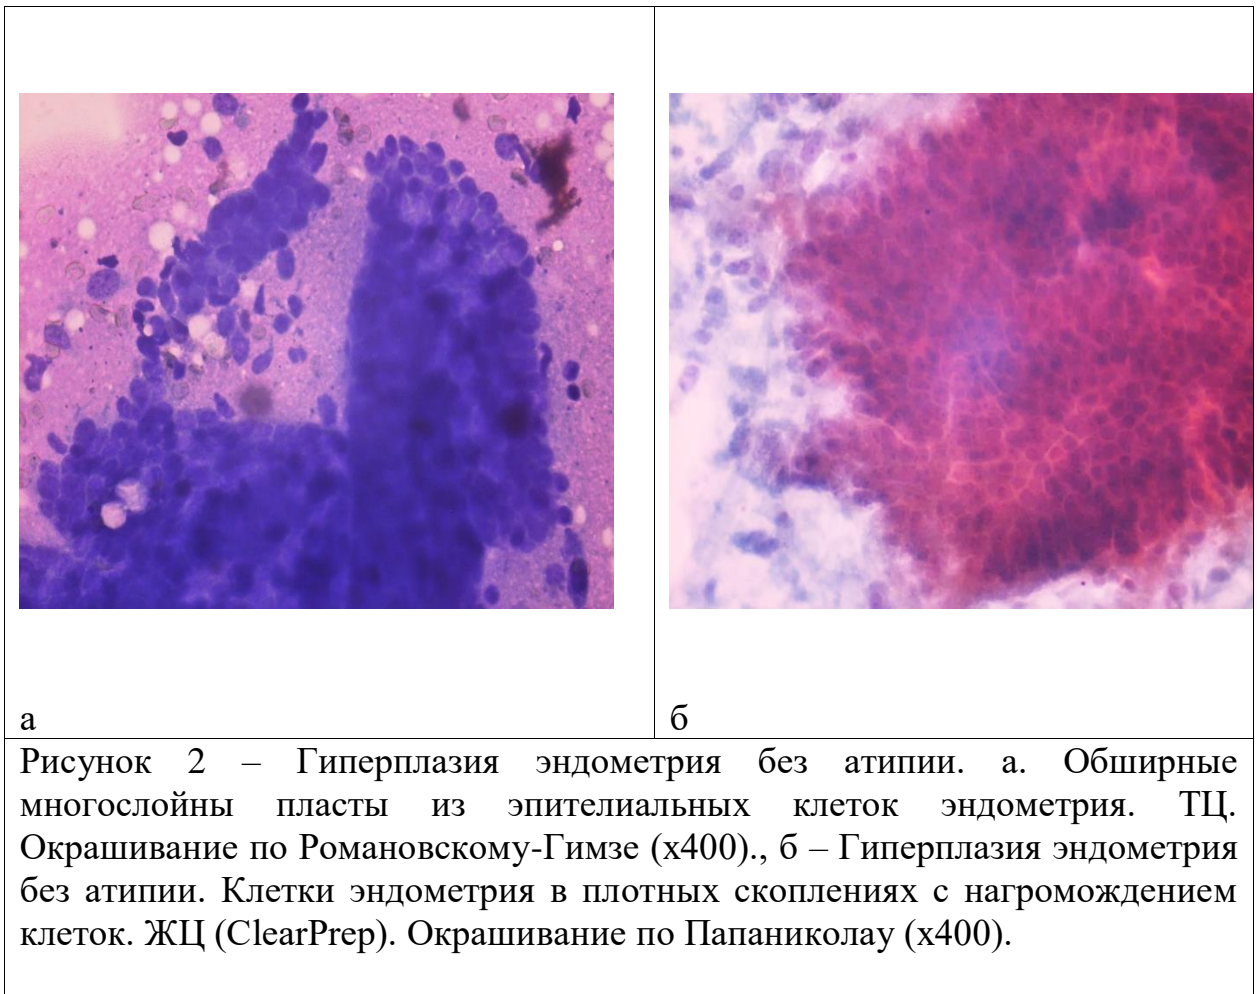 а
б
Рисунок 2 – Гиперплазия эндометрия без атипии. а. Обширные
многослойны пласты из эпителиальных клеток эндометрия. ТЦ.
Окрашивание по Романовскому-Гимзе (х400)., б – Гиперплазия эндометрия
без атипии. Клетки эндометрия в плотных скоплениях с нагромождением
клеток. ЖЦ (ClearPrep). Окрашивание по Папаниколау (х400).